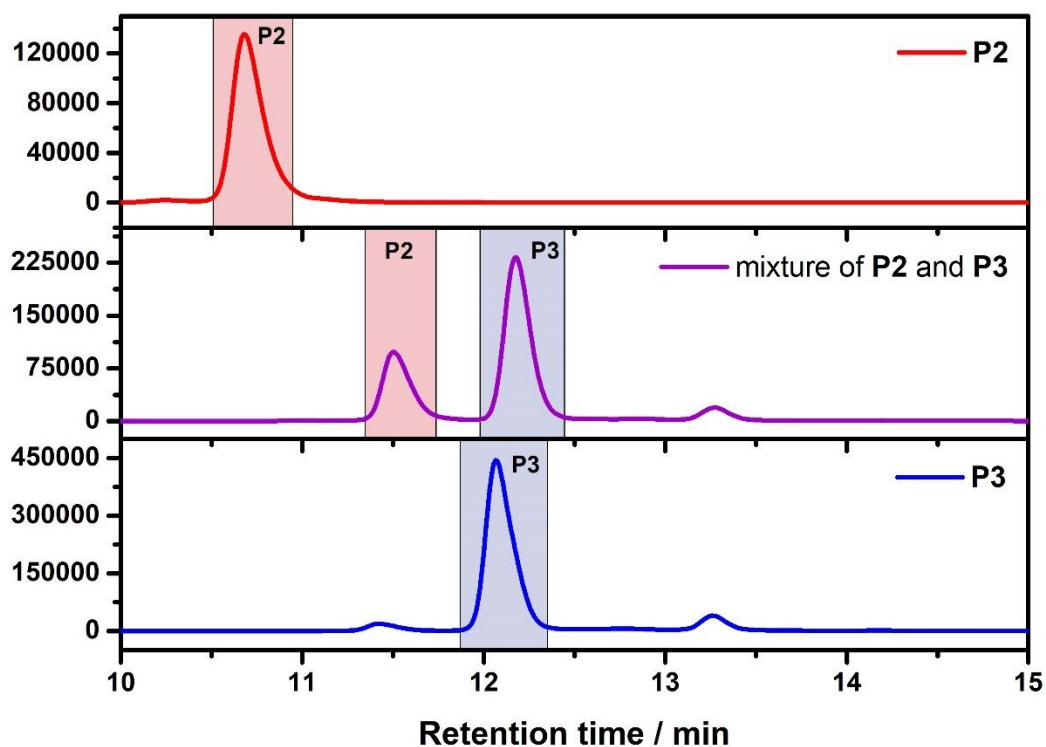 120000
80000
40000
0
P2
P2
225000
150000
75000
0
P2
P3
mixture of P2 and P3
450000
300000
150000
0
P3
P3
10
11
12
13
14
15
Retention time / min